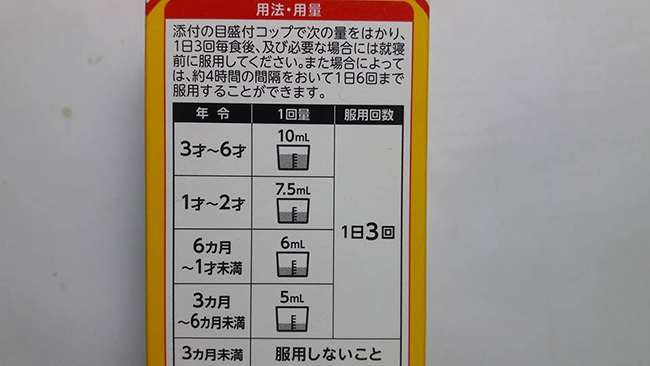 用法・用量
添付の目盛付コップで次の量をはかり、
1日3回毎食後、及び必要な場合には就寝
前に服用してください。また場合によって
は、約4時間の間隔をおいて1日6回まで
服用することができます。
年令 1回量 服用回数
3才～6才 10mL
1才～2才 7.5mL
1日3回
6カ月
～1才未満 6mL
3カ月
～6カ月未満 5mL
3カ月未満 服用しないこと